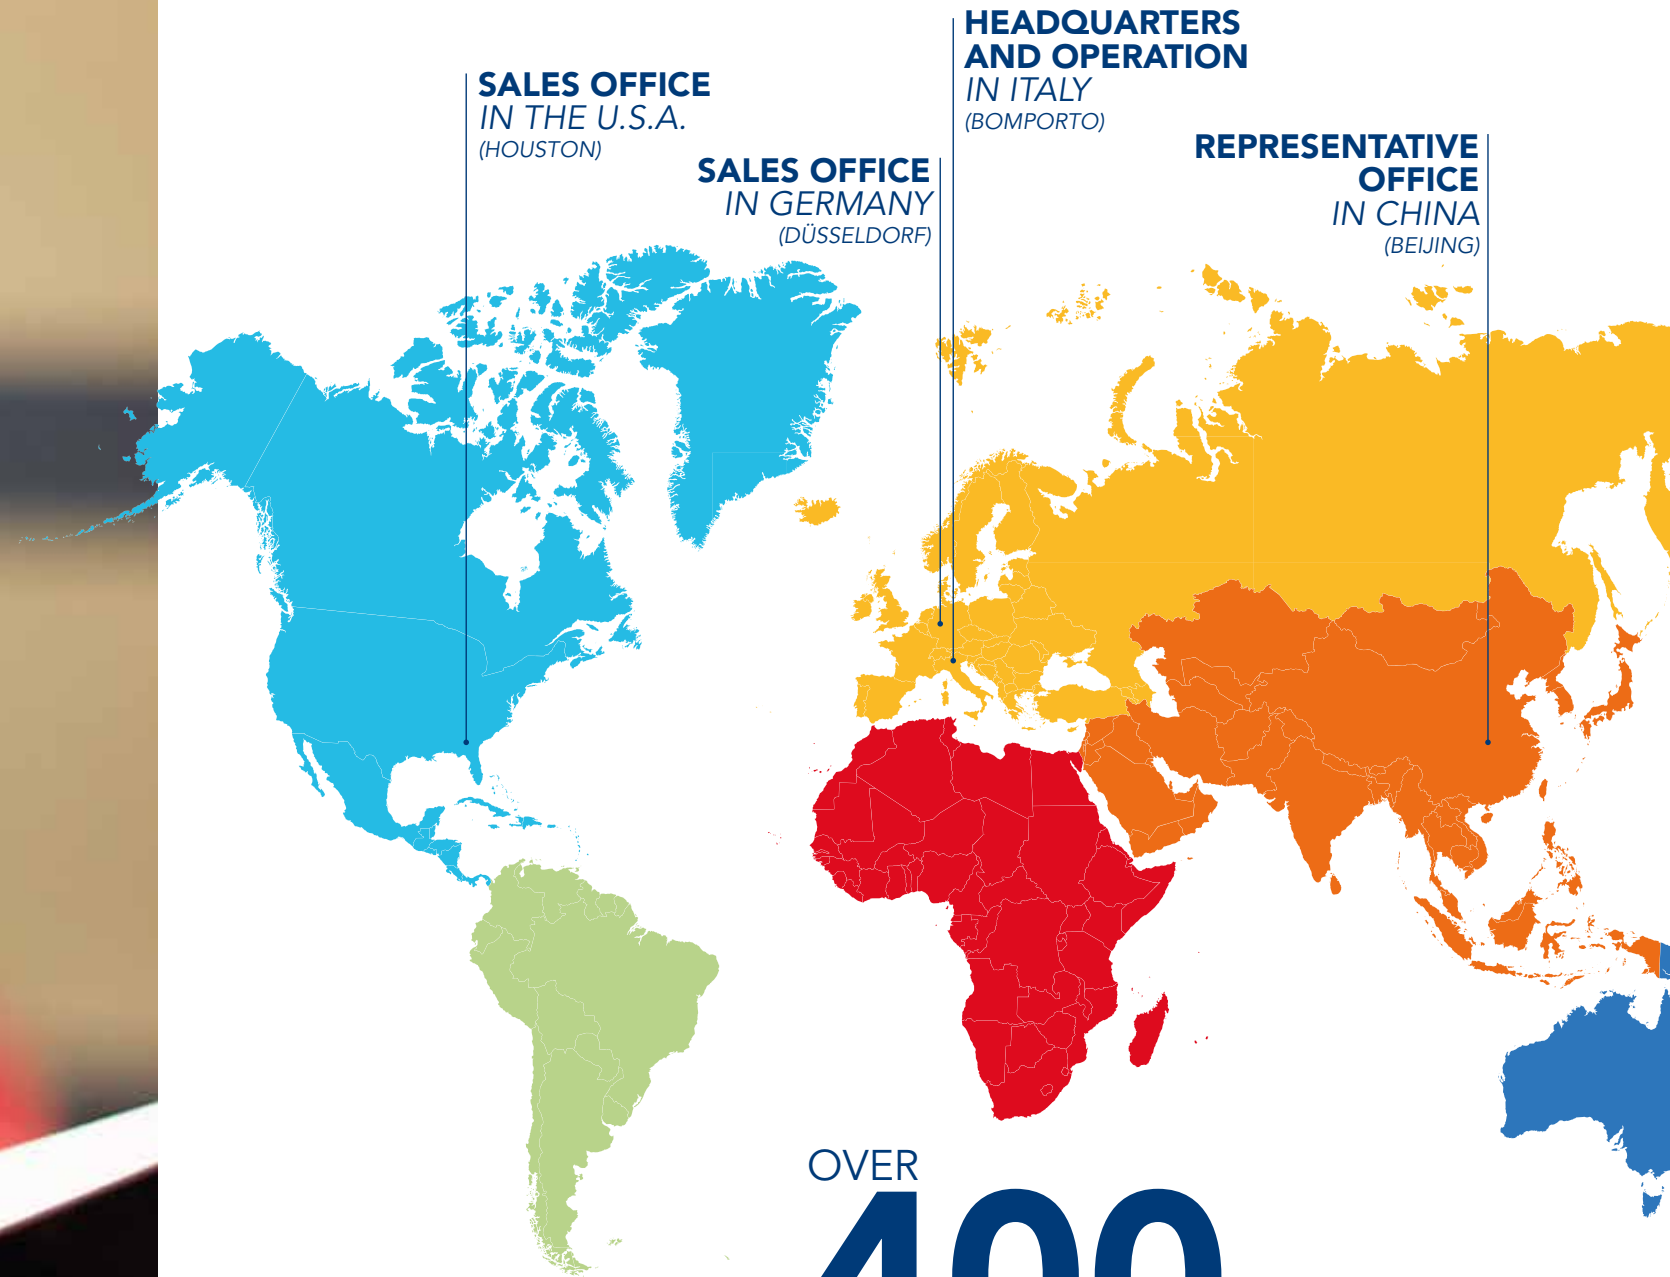 HEADQUARTERS
AND OPERATION
IN ITALY
(BOMPORTO)
SALES OFFICE
IN THE U.S.A.
(HOUSTON)
REPRESENTATIVE
OFFICE
IN CHINA
(BEIJING)
SALES OFFICE
IN GERMANY
(DÜSSELDORF)
OVER
400